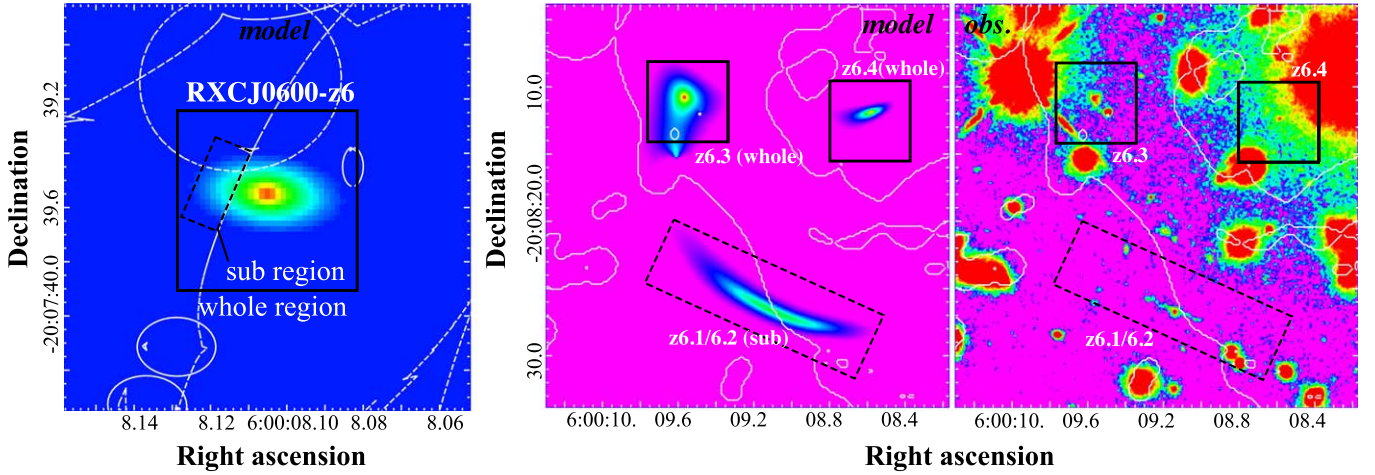 model
RXCJ0600-z6
sub region
whole region
Declination
39.2
39.6
-20:07:40.0
8.14
8.12
6:00:08.10
8.08
8.06
Right ascension
model
z6.4(whole)
z6.3 (whole)
z6.1/6.2 (sub)
Declination
10.0
20:08:20.0
30.0
6:00:10.
09.6
09.2
08.8
08.4
obs.
z6.4
z6.3
z6.1/6.2
6:00:10.
09.6
09.2
08.8
08.4
Right ascension